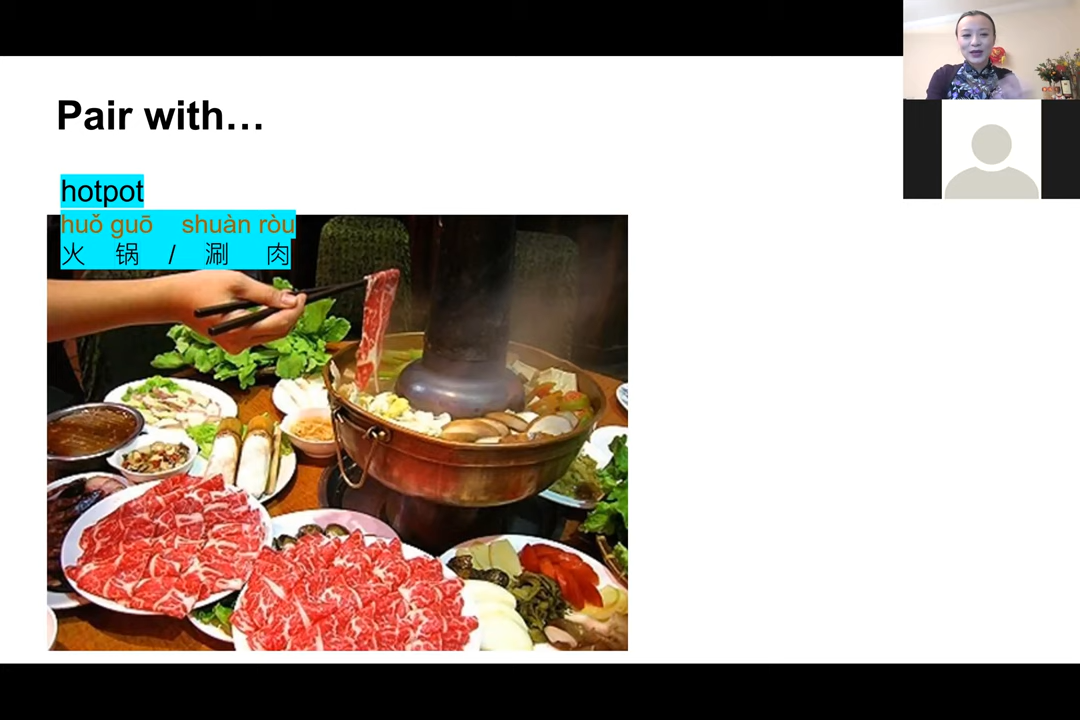 Pair with…
hotpot
huǒ guō shuàn ròu
火 锅 / 涮 肉